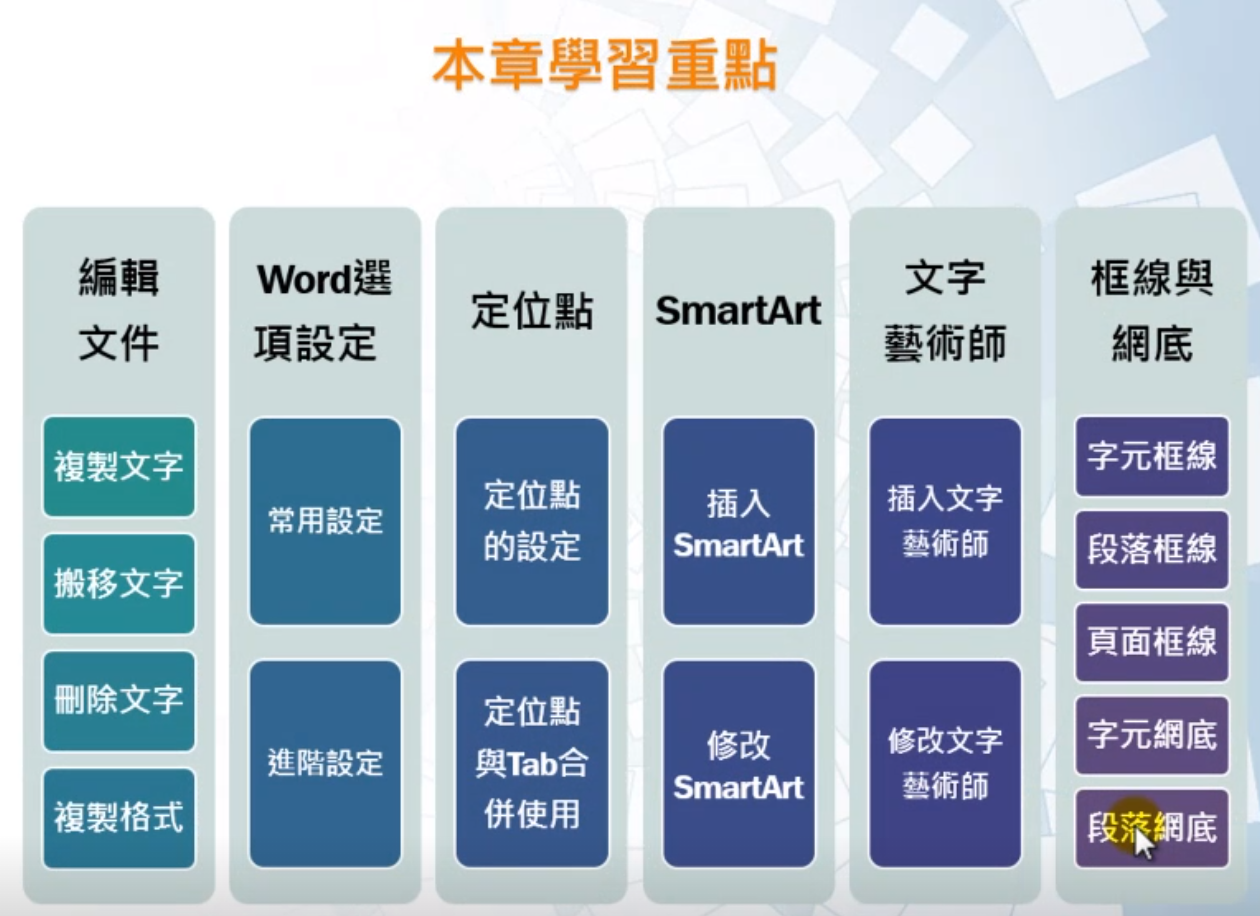 本章學習重點
編輯
文件
複製文字
搬移文字
刪除文字
複製格式
Word選
項設定
常用設定
進階設定
定位點
定位點
的設定
定位點
與Tab合
併使用
SmartArt
插入
SmartArt
修改
SmartArt
文字
藝術師
插入文字
藝術師
修改文字
藝術師
框線與
網底
字元框線
段落框線
頁面框線
字元網底
段落網底